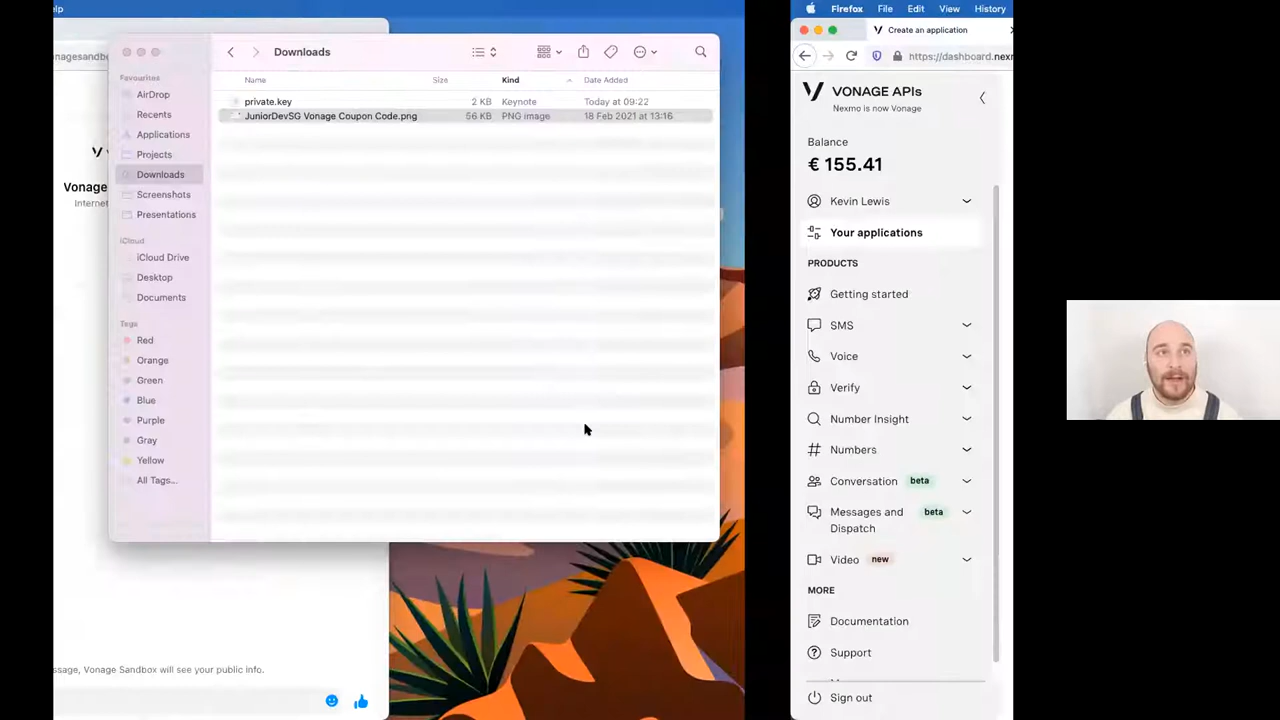 elp
nagesandbo
V
Vonage
Internet
ssage, Vonage Sandbox will see your public info.
Downloads
Favourites
AirDrop
Recents
Applications
Projects
Downloads
Screenshots
Presentations
iCloud
iCloud Drive
Desktop
Documents
Tags
Red
Orange
Green
Blue
Purple
Gray
Yellow
All Tags...
Name Size Kind Date Added
private.key 2 KB Keynote Today at 09:22
JuniorDevSG Vonage Coupon Code.png 56 KB PNG image 18 Feb 2021 at 13:16
Firefox File Edit View History
Create an application
https://dashboard.nexm
VONAGE APIs
Nexmo is now Vonage
Balance
€ 155.41
Kevin Lewis
Your applications
PRODUCTS
Getting started
SMS
Voice
Verify
Number Insight
Numbers
Conversation beta
Messages and
Dispatch beta
Video new
MORE
Documentation
Support
Sign out